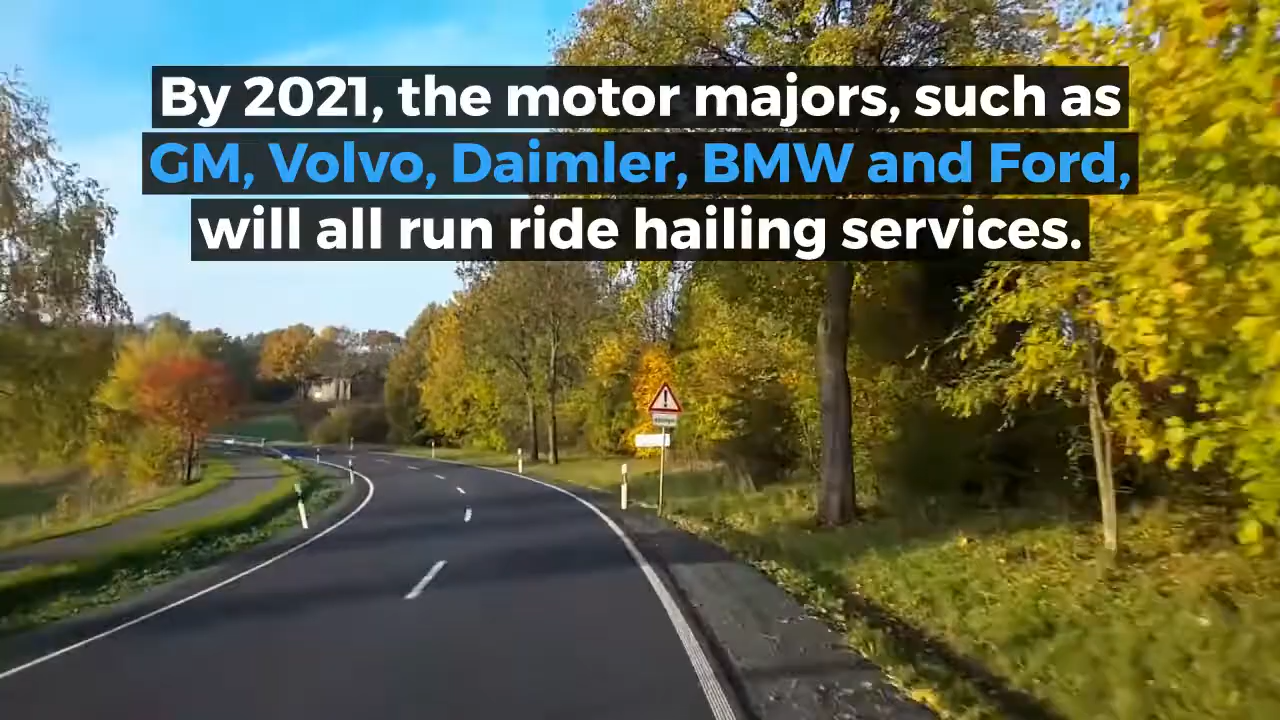 By 2021, the motor majors, such as
GM, Volvo, Daimler, BMW and Ford,
will all run ride hailing services.